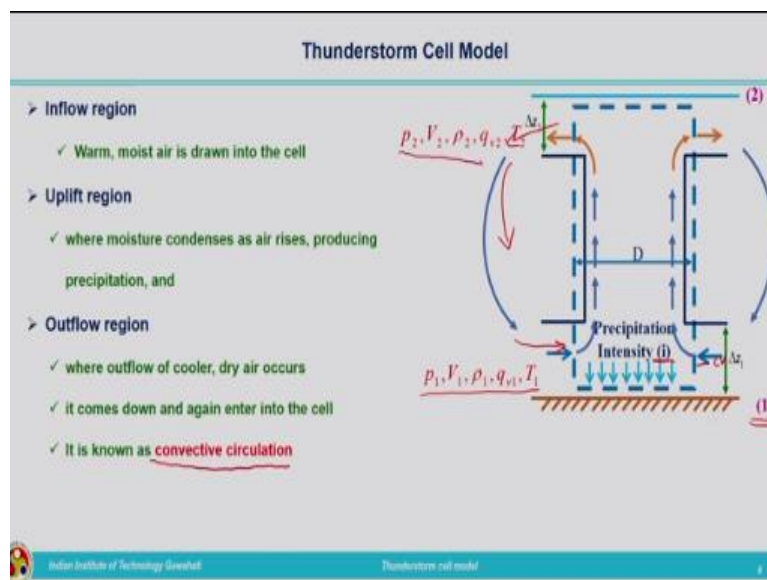 Thunderstorm Cell Model
➢ Inflow region
✓ Warm, moist air is drawn into the cell
➢ Uplift region
✓ where moisture condenses as air rises, producing
precipitation, and
➢ Outflow region
✓ where outflow of cooler, dry air occurs
✓ it comes down and again enter into the cell
✓ It is known as convective circulation
(2)
Δz
p₂, V₂, ρ₂, q_v2, T₂
D
Precipitation
Intensity (i)
cv
Δz₁
p₁, V₁, ρ₁, q_v1, T₁
(1)
Indian Institute of Technology Guwahati
Thunderstorm cell model